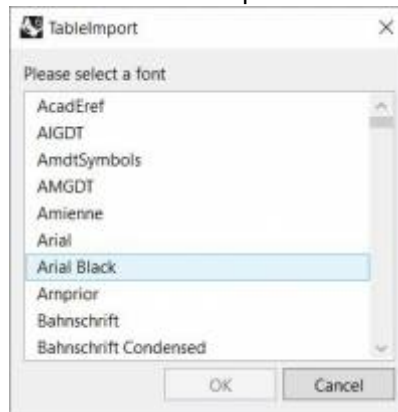 TableImport
Please select a font
AcadEref
AIGDT
AmdtSymbols
AMGDT
Amienne
Arial
Arial Black
Arnprior
Bahnschrift
Bahnschrift Condensed
OK Cancel